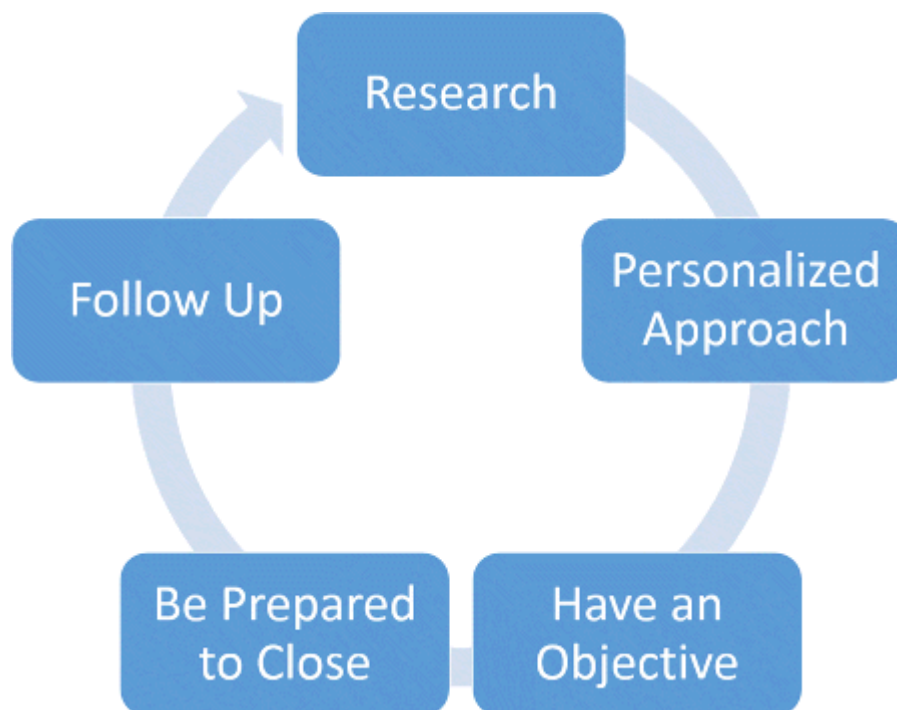 Research
Personalized
Approach
Have an
Objective
Be Prepared
to Close
Follow Up